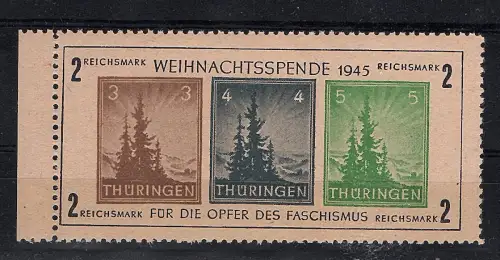 2 REICHSMARK WEIHNACHTSSPENDE 1945 REICHSMARK 2
3 3 4 4 5 5
THÜRINGEN THÜRINGEN THÜRINGEN
2 REICHSMARK FÜR DIE OPFER DES FASCHISMUS REICHSMARK 2